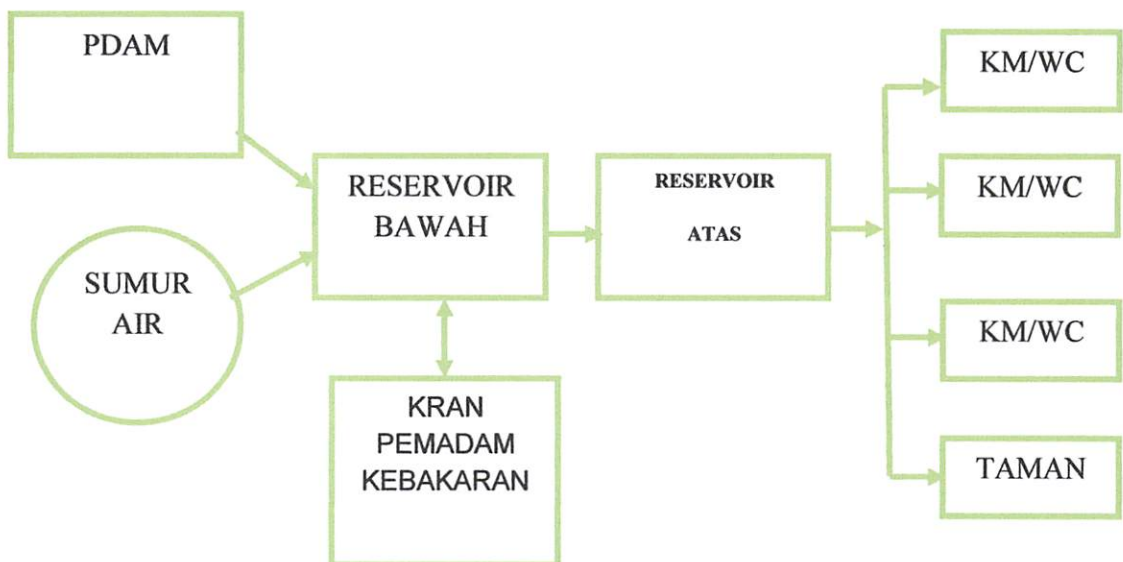 PDAM
SUMUR
AIR
RESERVOIR
BAWAH
KRAN
PEMADAM
KEBAKARAN
RESERVOIR
ATAS
KM/WC
KM/WC
KM/WC
TAMAN